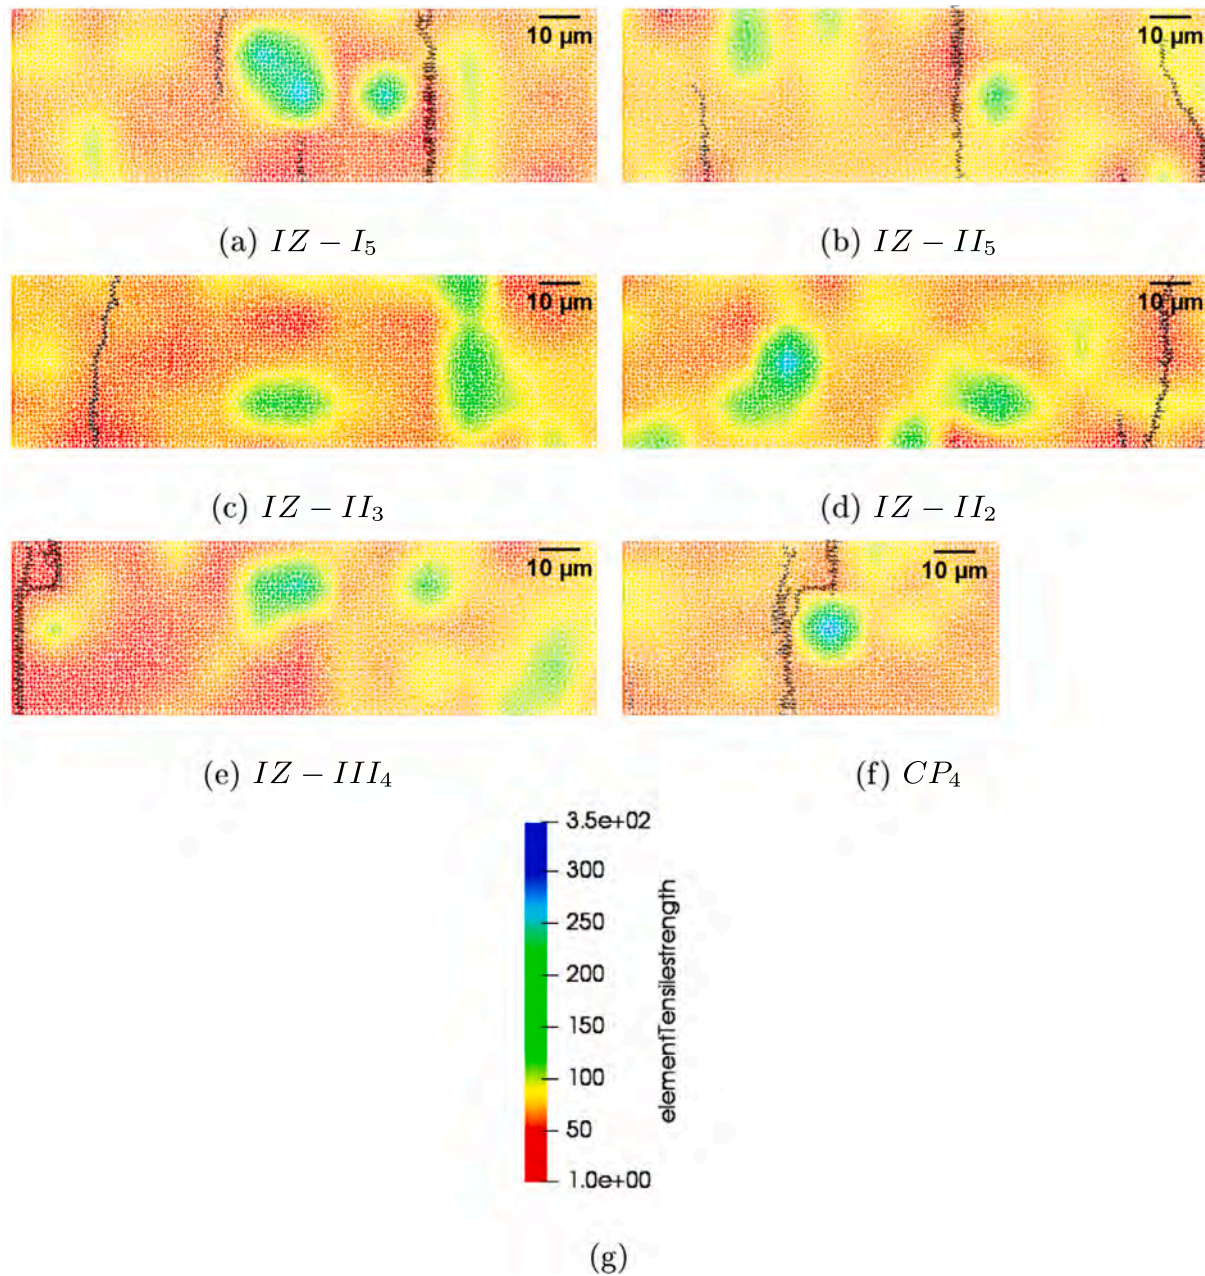 10 µm
10 µm
(a) IZ − I₅
(b) IZ − II₅
10 µm
10 µm
(c) IZ − II₃
(d) IZ − II₂
10 µm
10 µm
(e) IZ − III₄
(f) CP₄
3.5e+02
300
250
200
150
100
50
1.0e+00
elementTensilestrength
(g)